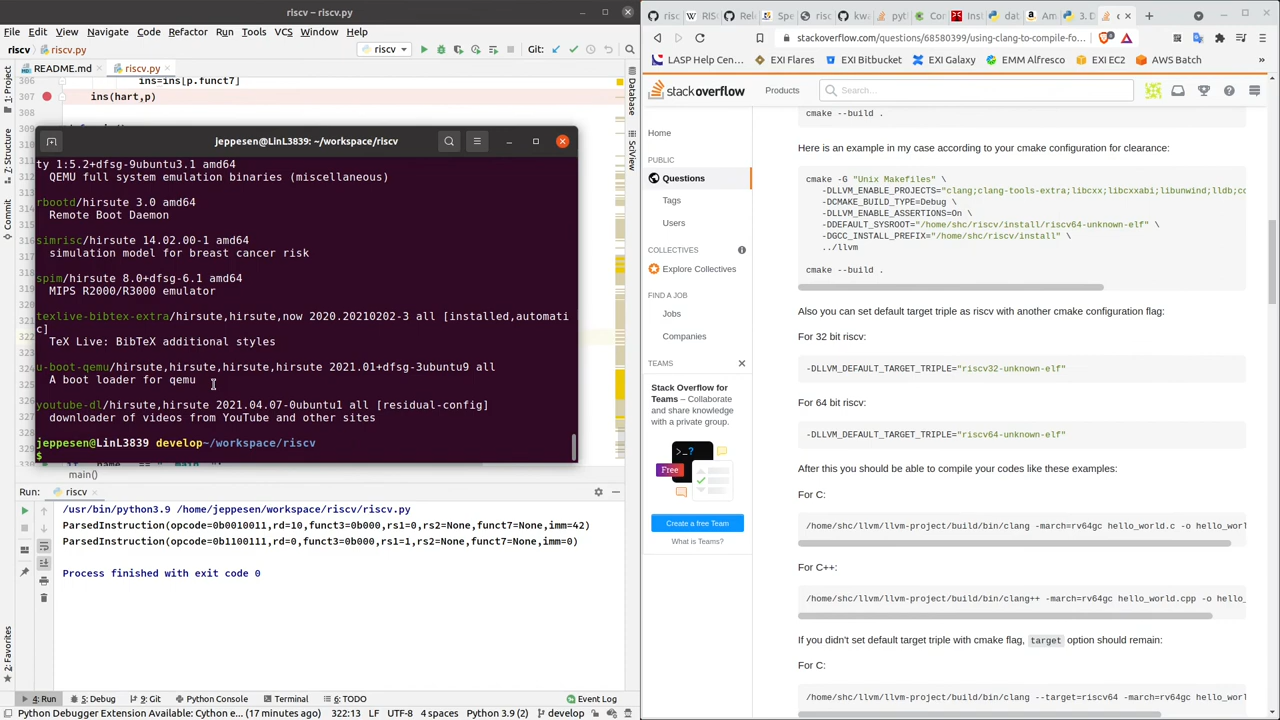 riscv – riscv.py
File Edit View Navigate Code Refactor Run Tools VCS Window Help
riscv riscv.py riscv Git:
README.md riscv.py
306 ins=ins[p.funct7]
307 ins(hart,p)
308
jeppesen@LinL3839: ~/workspace/riscv
ty 1:5.2+dfsg-9ubuntu3.1 amd64
QEMU full system emulation binaries (miscellaneous)
rbootd/hirsute 3.0 amd64
Remote Boot Daemon
simrisc/hirsute 14.02.00-1 amd64
simulation model for breast cancer risk
spim/hirsute 8.0+dfsg-6.1 amd64
MIPS R2000/R3000 emulator
texlive-bibtex-extra/hirsute,hirsute,now 2020.20210202-3 all [installed,automati
c]
TeX Live: BibTeX additional styles
u-boot-qemu/hirsute,hirsute,hirsute,hirsute 2021.01+dfsg-3ubuntu9 all
A boot loader for qemu
youtube-dl/hirsute,hirsute 2021.04.07-0ubuntu1 all [residual-config]
downloader of videos from YouTube and other sites
jeppesen@LinL3839 develop~/workspace/riscv
$
main()
1: Project
7: Structure
Commit
2: Favorites
Database
SciView
Run: riscv
/usr/bin/python3.9 /home/jeppesen/workspace/riscv/riscv.py
ParsedInstruction(opcode=0b0010011,rd=10,funct3=0b000,rs1=0,rs2=None,funct7=None,imm=42)
ParsedInstruction(opcode=0b1100111,rd=0,funct3=0b000,rs1=1,rs2=None,funct7=None,imm=0)
Process finished with exit code 0
4: Run 5: Debug 9: Git Python Console Terminal 6: TODO Event Log
Python Debugger Extension Available: Cython e... (17 minutes ago) 322:13 LF UTF-8 4 spaces Python 3.9 (2) develop
stackoverflow.com/questions/68580399/using-clang-to-compile-fo...
LASP Help Cen... EXI Flares EXI Bitbucket EXI Galaxy EMM Alfresco EXI EC2 AWS Bastch
stackoverflow Products Search...
Home
PUBLIC
Questions
Tags
Users
COLLECTIVES
Explore Collectives
FIND A JOB
Jobs
Companies
TEAMS
Stack Overflow for
Teams – Collaborate
and share knowledge
with a private group.
Free
Create a free Team
What is Teams?
cmake --build .
Here is an example in my case according to your cmake configuration for clearance:
cmake -G "Unix Makefiles" \
-DLLVM_ENABLE_PROJECTS="clang;clang-tools-extra;libcxx;libcxxabi;libunwind;lldb;c
-DCMAKE_BUILD_TYPE=Debug \
-DLLVM_ENABLE_ASSERTIONS=On \
-DDEFAULT_SYSROOT="/home/shc/riscv/install/riscv64-unknown-elf" \
-DGCC_INSTALL_PREFIX="/home/shc/riscv/install" \
../llvm
cmake --build .
Also you can set default target triple as riscv with another cmake configuration flag:
For 32 bit riscv:
-DLLVM_DEFAULT_TARGET_TRIPLE="riscv32-unknown-elf"
For 64 bit riscv:
-DLLVM_DEFAULT_TARGET_TRIPLE="riscv64-unknown-elf"
After this you should be able to compile your codes like these examples:
For C:
/home/shc/llvm/llvm-project/build/bin/clang -march=rv64gc hello_world.c -o hello_worl
For C++:
/home/shc/llvm/llvm-project/build/bin/clang++ -march=rv64gc hello_world.cpp -o hello_
If you didn't set default target triple with cmake flag, target option should remain:
For C:
/home/shc/llvm/llvm-project/build/bin/clang --target=riscv64 -march=rv64gc hello_worl